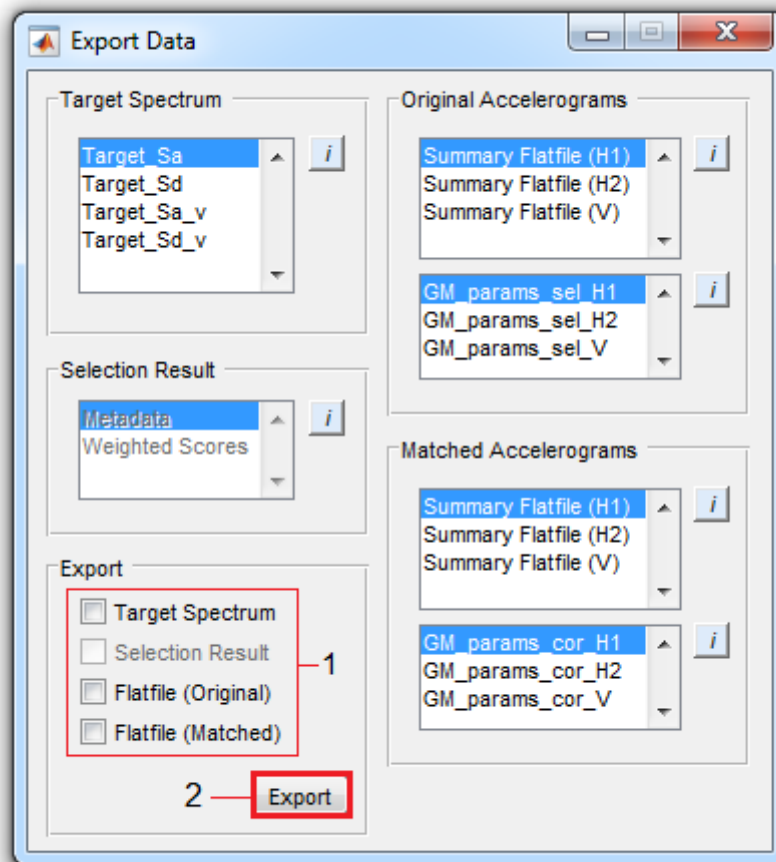 Export Data
Target Spectrum
Target_Sa
Target_Sd
Target_Sa_v
Target_Sd_v
i
Selection Result
Metadata
Weighted Scores
i
Export
Target Spectrum
Selection Result
Flatfile (Original)
Flatfile (Matched)
1
2
Export
Original Accelerograms
Summary Flatfile (H1)
Summary Flatfile (H2)
Summary Flatfile (V)
i
GM_params_sel_H1
GM_params_sel_H2
GM_params_sel_V
i
Matched Accelerograms
Summary Flatfile (H1)
Summary Flatfile (H2)
Summary Flatfile (V)
i
GM_params_cor_H1
GM_params_cor_H2
GM_params_cor_V
i